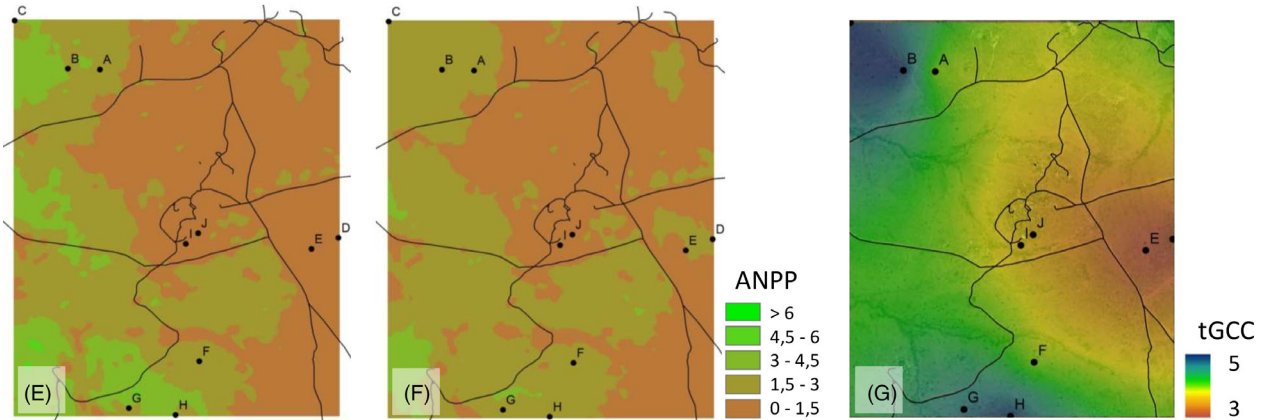 C
B A
D
E
I J
F
G
H
(E)
C
B A
D
E
I J
F
G
H
(F)
ANPP
> 6
4,5 - 6
3 - 4,5
1,5 - 3
0 - 1,5
B A
J
I
E
F
G
H
(G)
tGCC
5
3